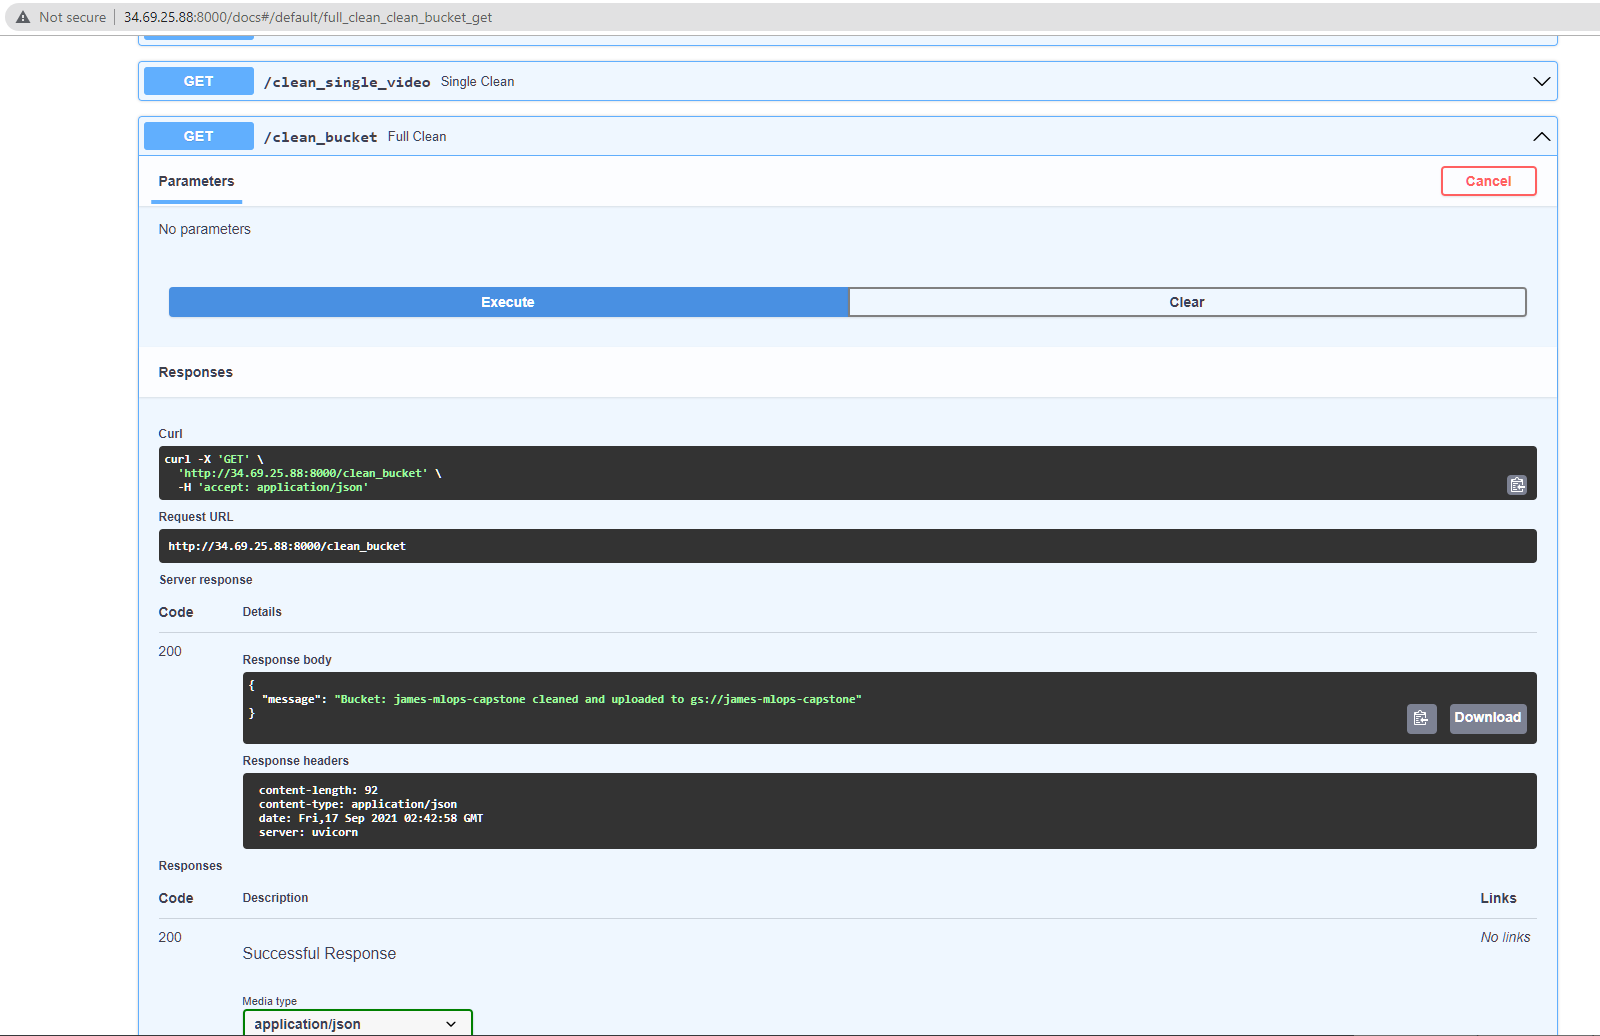 Not secure 34.69.25.88:8000/docs#/default/full_clean_clean_bucket_get
GET /clean_single_video Single Clean
GET /clean_bucket Full Clean
Parameters Cancel
No parameters
Execute Clear
Responses
Curl
curl -X 'GET' \
'http://34.69.25.88:8000/clean_bucket' \
-H 'accept: application/json'
Request URL
http://34.69.25.88:8000/clean_bucket
Server response
Code Details
200
Response body
{
"message": "Bucket: james-mlops-capstone cleaned and uploaded to gs://james-mlops-capstone"
}
Download
Response headers
content-length: 92
content-type: application/json
date: Fri,17 Sep 2021 02:42:58 GMT
server: uvicorn
Responses
Code Description Links
200 No links
Successful Response
Media type
application/json